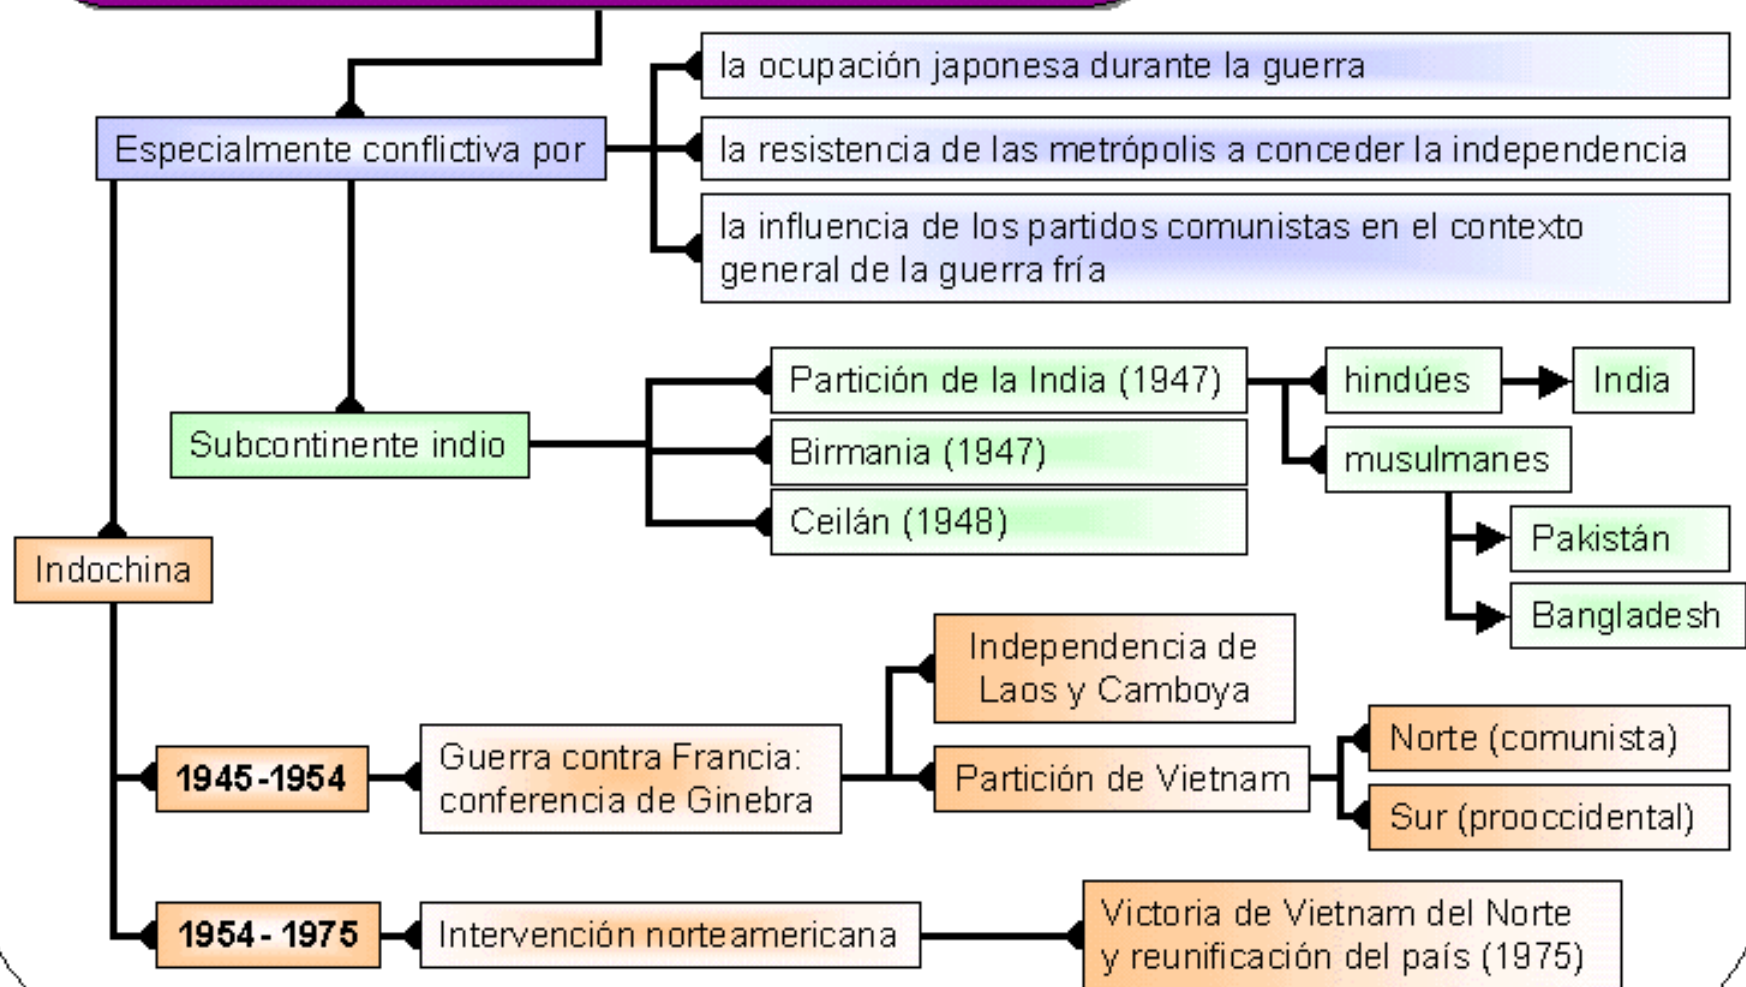 Especialmente conflictiva por
la ocupación japonesa durante la guerra
la resistencia de las metrópolis a conceder la independencia
la influencia de los partidos comunistas en el contexto
general de la guerra fría
Subcontinente indio
Partición de la India (1947)
hindúes
India
musulmanes
Pakistán
Bangladesh
Birmania (1947)
Ceilán (1948)
Indochina
1945-1954
Guerra contra Francia:
conferencia de Ginebra
Independencia de
Laos y Camboya
Partición de Vietnam
Norte (comunista)
Sur (prooccidental)
1954-1975
Intervención norteamericana
Victoria de Vietnam del Norte
y reunificación del país (1975)